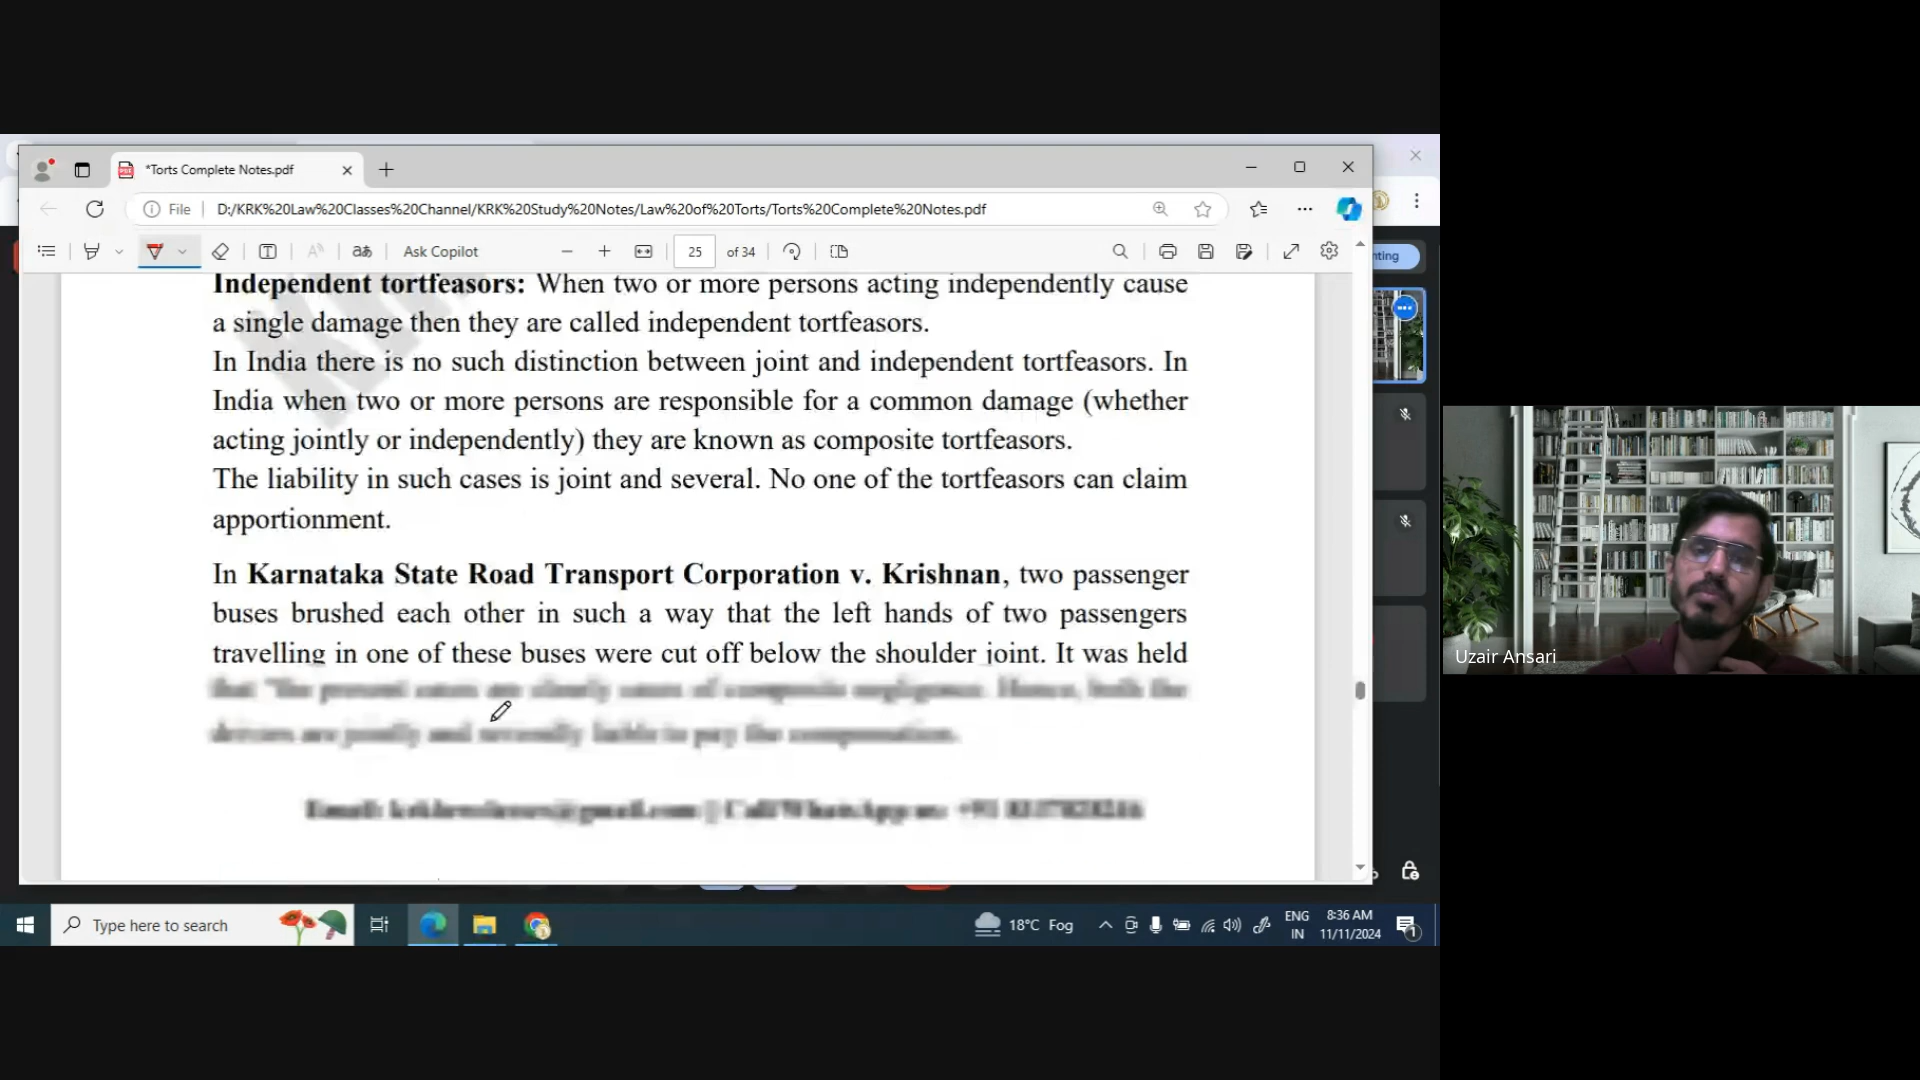 *Torts Complete Notes.pdf
File
D:/KRK%20Law%20Classes%20Channel/KRK%20Study%20Notes/Law%20of%20Torts/Torts%20Complete%20Notes.pdf
Ask Copilot
25 of 34
nting
Independent tortfeasors: When two or more persons acting independently cause
a single damage then they are called independent tortfeasors.
In India there is no such distinction between joint and independent tortfeasors. In
India when two or more persons are responsible for a common damage (whether
acting jointly or independently) they are known as composite tortfeasors.
The liability in such cases is joint and several. No one of the tortfeasors can claim
apportionment.
In Karnataka State Road Transport Corporation v. Krishnan, two passenger
buses brushed each other in such a way that the left hands of two passengers
travelling in one of these buses were cut off below the shoulder joint. It was held
Uzair Ansari
Type here to search
18°C Fog
ENG
IN
8:36 AM
11/11/2024
1